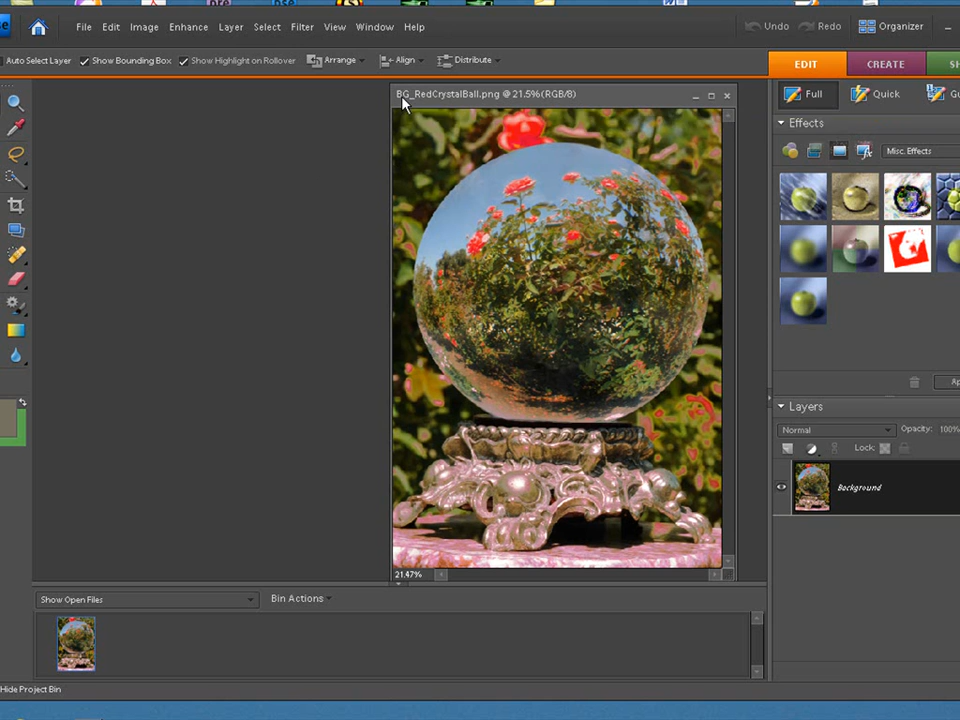 File Edit Image Enhance Layer Select Filter View Window Help Undo Redo Organizer
Auto Select Layer Show Bounding Box Show Highlight on Rollover Arrange Align Distribute
EDIT CREATE
BG_RedCrystalBall.png @ 21.5%(RGB/8)
Full Quick
Effects
Misc. Effects
Layers
Normal Opacity: 100%
Lock:
Background
21.47%
Show Open Files Bin Actions
Hide Project Bin